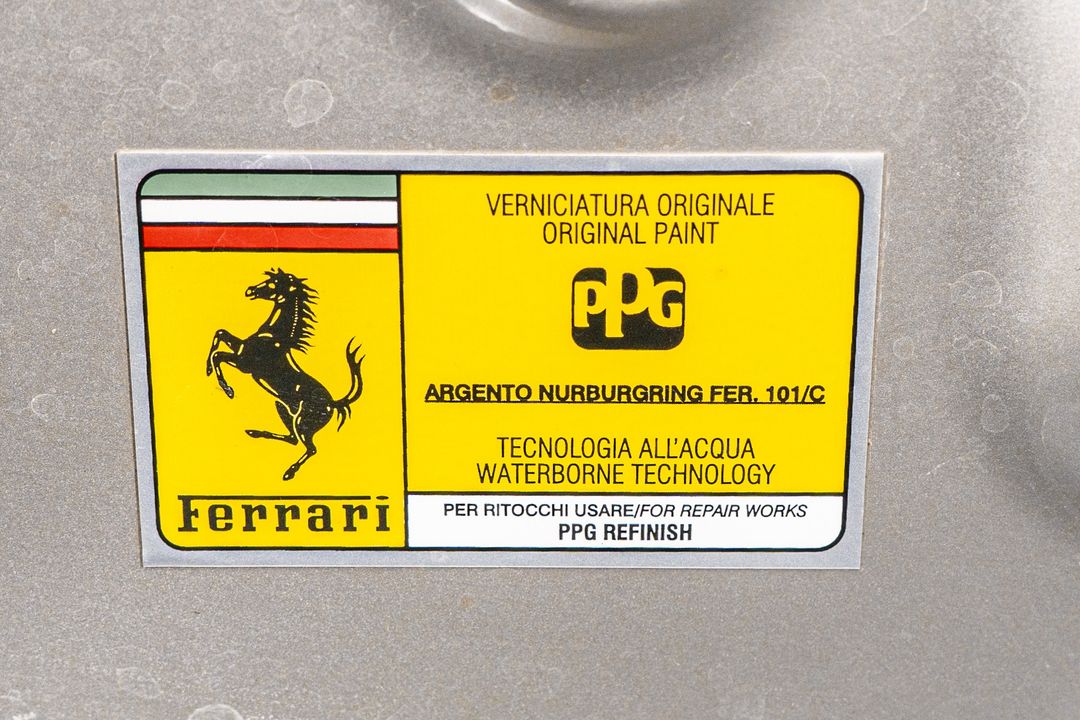 Ferrari
VERNICIATURA ORIGINALE
ORIGINAL PAINT
PPG
ARGENTO NURBURGRING FER. 101/C
TECNOLOGIA ALL'ACQUA
WATERBORNE TECHNOLOGY
PER RITOCCHI USARE/FOR REPAIR WORKS
PPG REFINISH